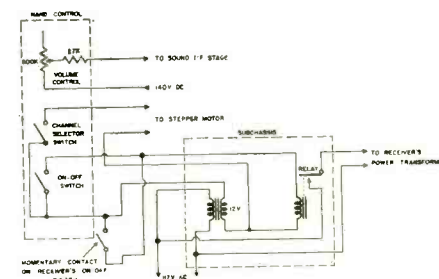 HAND CONTROL
500K
27K
TO SOUND I-F STAGE
VOLUME
CONTROL
140V DC
CHANNEL
SELECTOR
SWITCH
TO STEPPER MOTOR
SUBCHASSIS
TO RECEIVER'S
POWER TRANSFORM
RELAY
ON-OFF
SWITCH
12V
MOMENTARY CONTACT
ON RECEIVER'S ON-OFF
117V AC